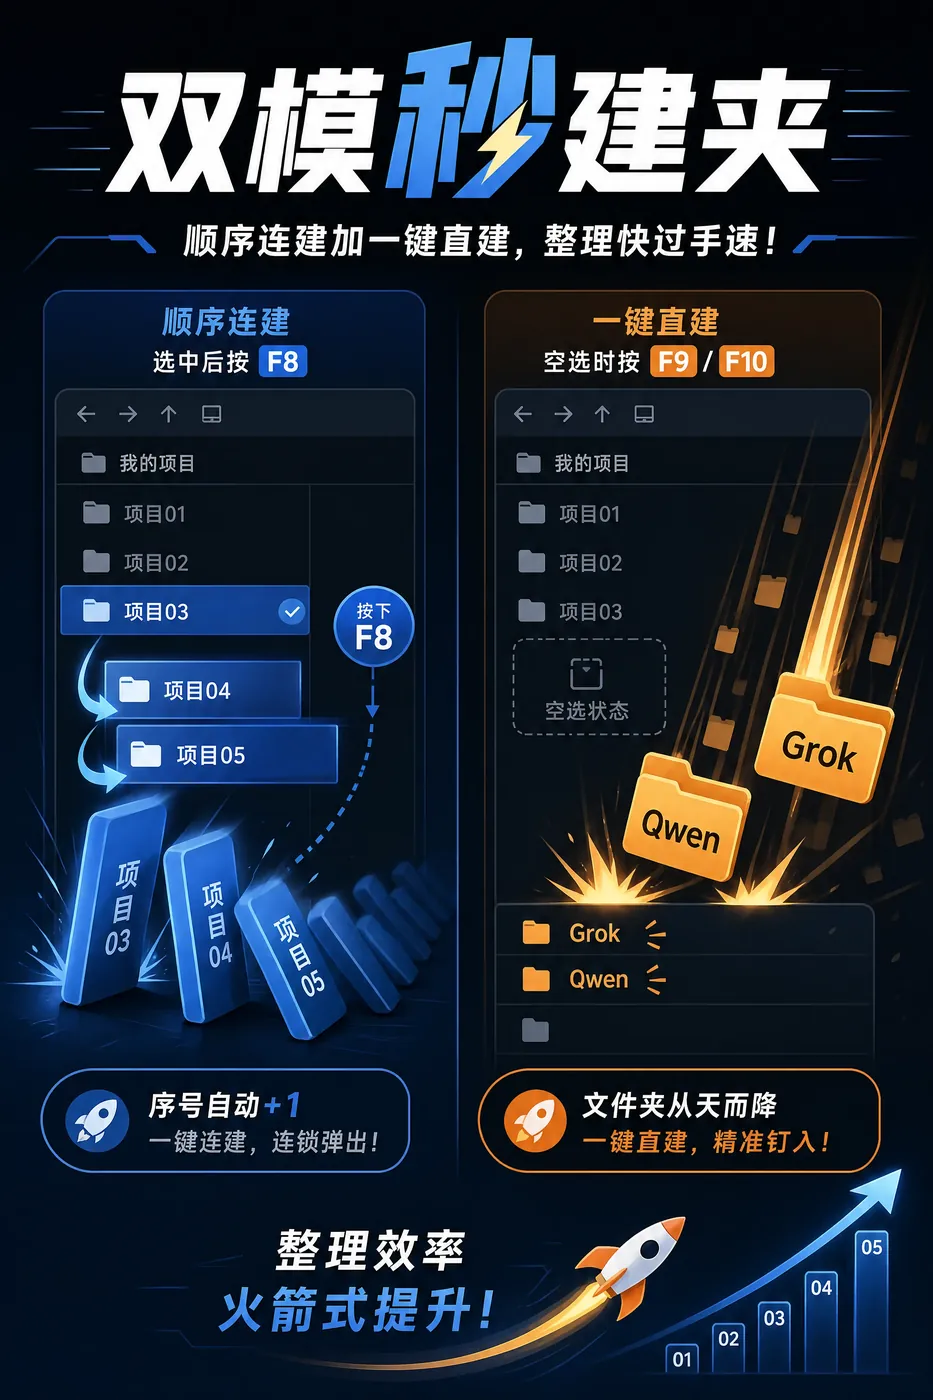 双模秒建夹
顺序连建加一键直建，整理快过手速！
顺序连建
选中后按 F8
我的项目
项目01
项目02
项目03
按下
F8
项目04
项目05
项目03
项目04
项目05
序号自动+1
一键连建，连锁弹出！
一键直建
空选时按 F9 / F10
我的项目
项目01
项目02
项目03
空选状态
Grok
Qwen
Grok
Qwen
文件夹从天而降
一键直建，精准钉入！
整理效率
火箭式提升！
01
02
03
04
05